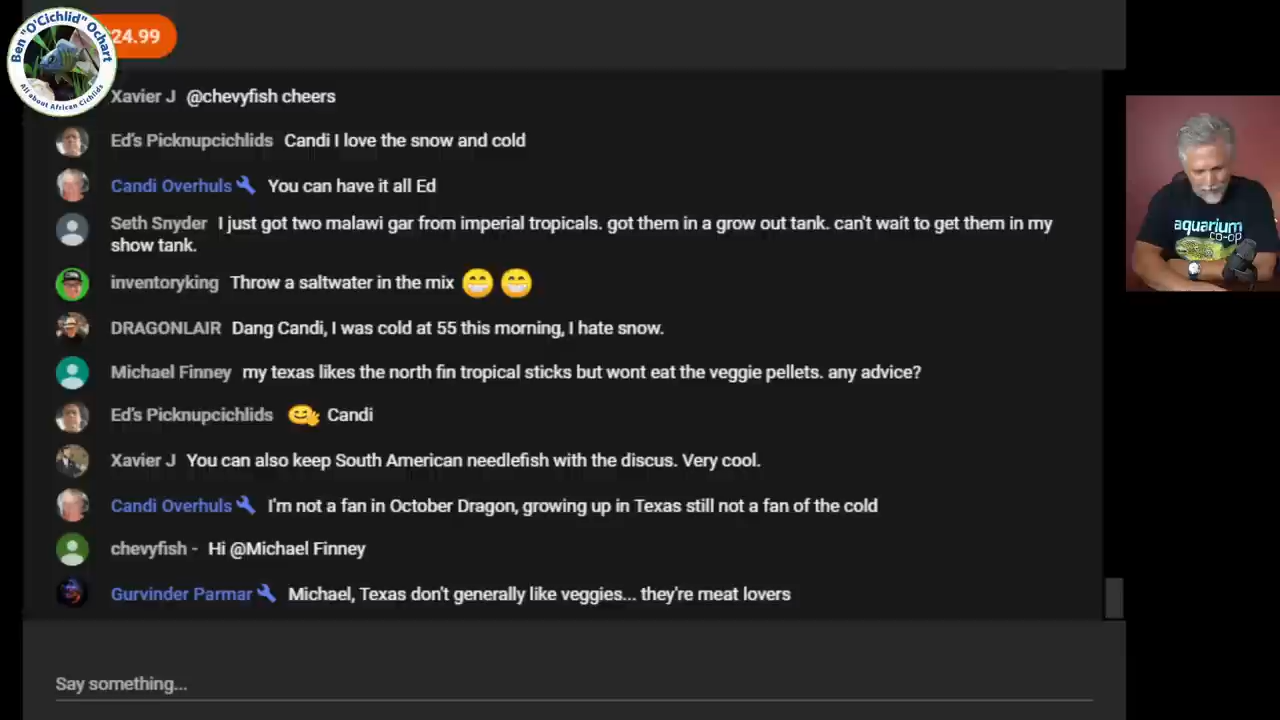 Ben "O'Cichlid" Ochart
All about African Cichlids
24.99
Xavier J @chevyfish cheers
Ed's Picknupcichlids Candi I love the snow and cold
Candi Overhuls You can have it all Ed
Seth Snyder I just got two malawi gar from imperial tropicals. got them in a grow out tank. can't wait to get them in my
show tank.
inventoryking Throw a saltwater in the mix 😁 😁
DRAGONLAIR Dang Candi, I was cold at 55 this morning, I hate snow.
Michael Finney my texas likes the north fin tropical sticks but wont eat the veggie pellets. any advice?
Ed's Picknupcichlids Candi
Xavier J You can also keep South American needlefish with the discus. Very cool.
Candi Overhuls I'm not a fan in October Dragon, growing up in Texas still not a fan of the cold
chevyfish - Hi @Michael Finney
Gurvinder Parmar Michael, Texas don't generally like veggies... they're meat lovers
Say something...
aquarium
co-op